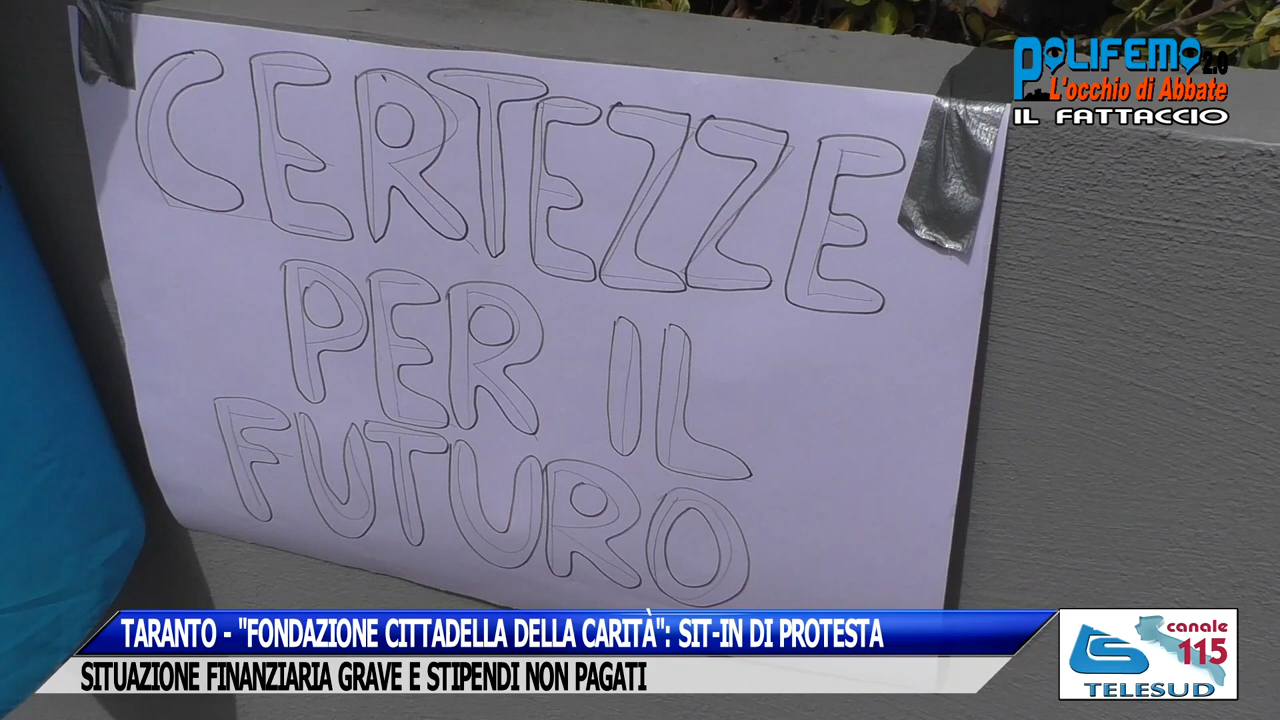 CERTEZZE
PER IL
FUTURO
POLIFEMO 2.0
L'occhio di Abbate
IL FATTACCIO
TARANTO - "FONDAZIONE CITTADELLA DELLA CARITÀ": SIT-IN DI PROTESTA
SITUAZIONE FINANZIARIA GRAVE E STIPENDI NON PAGATI
canale
115
TELESUD